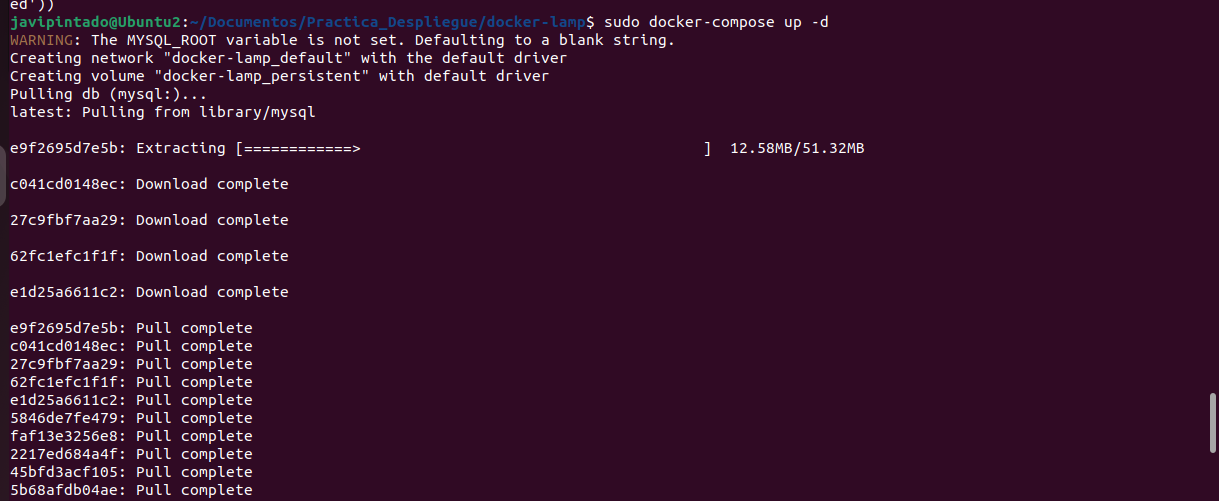 ed'))
javipintado@Ubuntu2:~/Documentos/Practica_Despliegue/docker-lamp$ sudo docker-compose up -d
WARNING: The MYSQL_ROOT variable is not set. Defaulting to a blank string.
Creating network "docker-lamp_default" with the default driver
Creating volume "docker-lamp_persistent" with default driver
Pulling db (mysql:)...
latest: Pulling from library/mysql
e9f2695d7e5b: Extracting [============>                                      ]  12.58MB/51.32MB
c041cd0148ec: Download complete
27c9fbf7aa29: Download complete
62fc1efc1f1f: Download complete
e1d25a6611c2: Download complete
e9f2695d7e5b: Pull complete
c041cd0148ec: Pull complete
27c9fbf7aa29: Pull complete
62fc1efc1f1f: Pull complete
e1d25a6611c2: Pull complete
5846de7fe479: Pull complete
faf13e3256e8: Pull complete
2217ed684a4f: Pull complete
45bfd3acf105: Pull complete
5b68afdb04ae: Pull complete